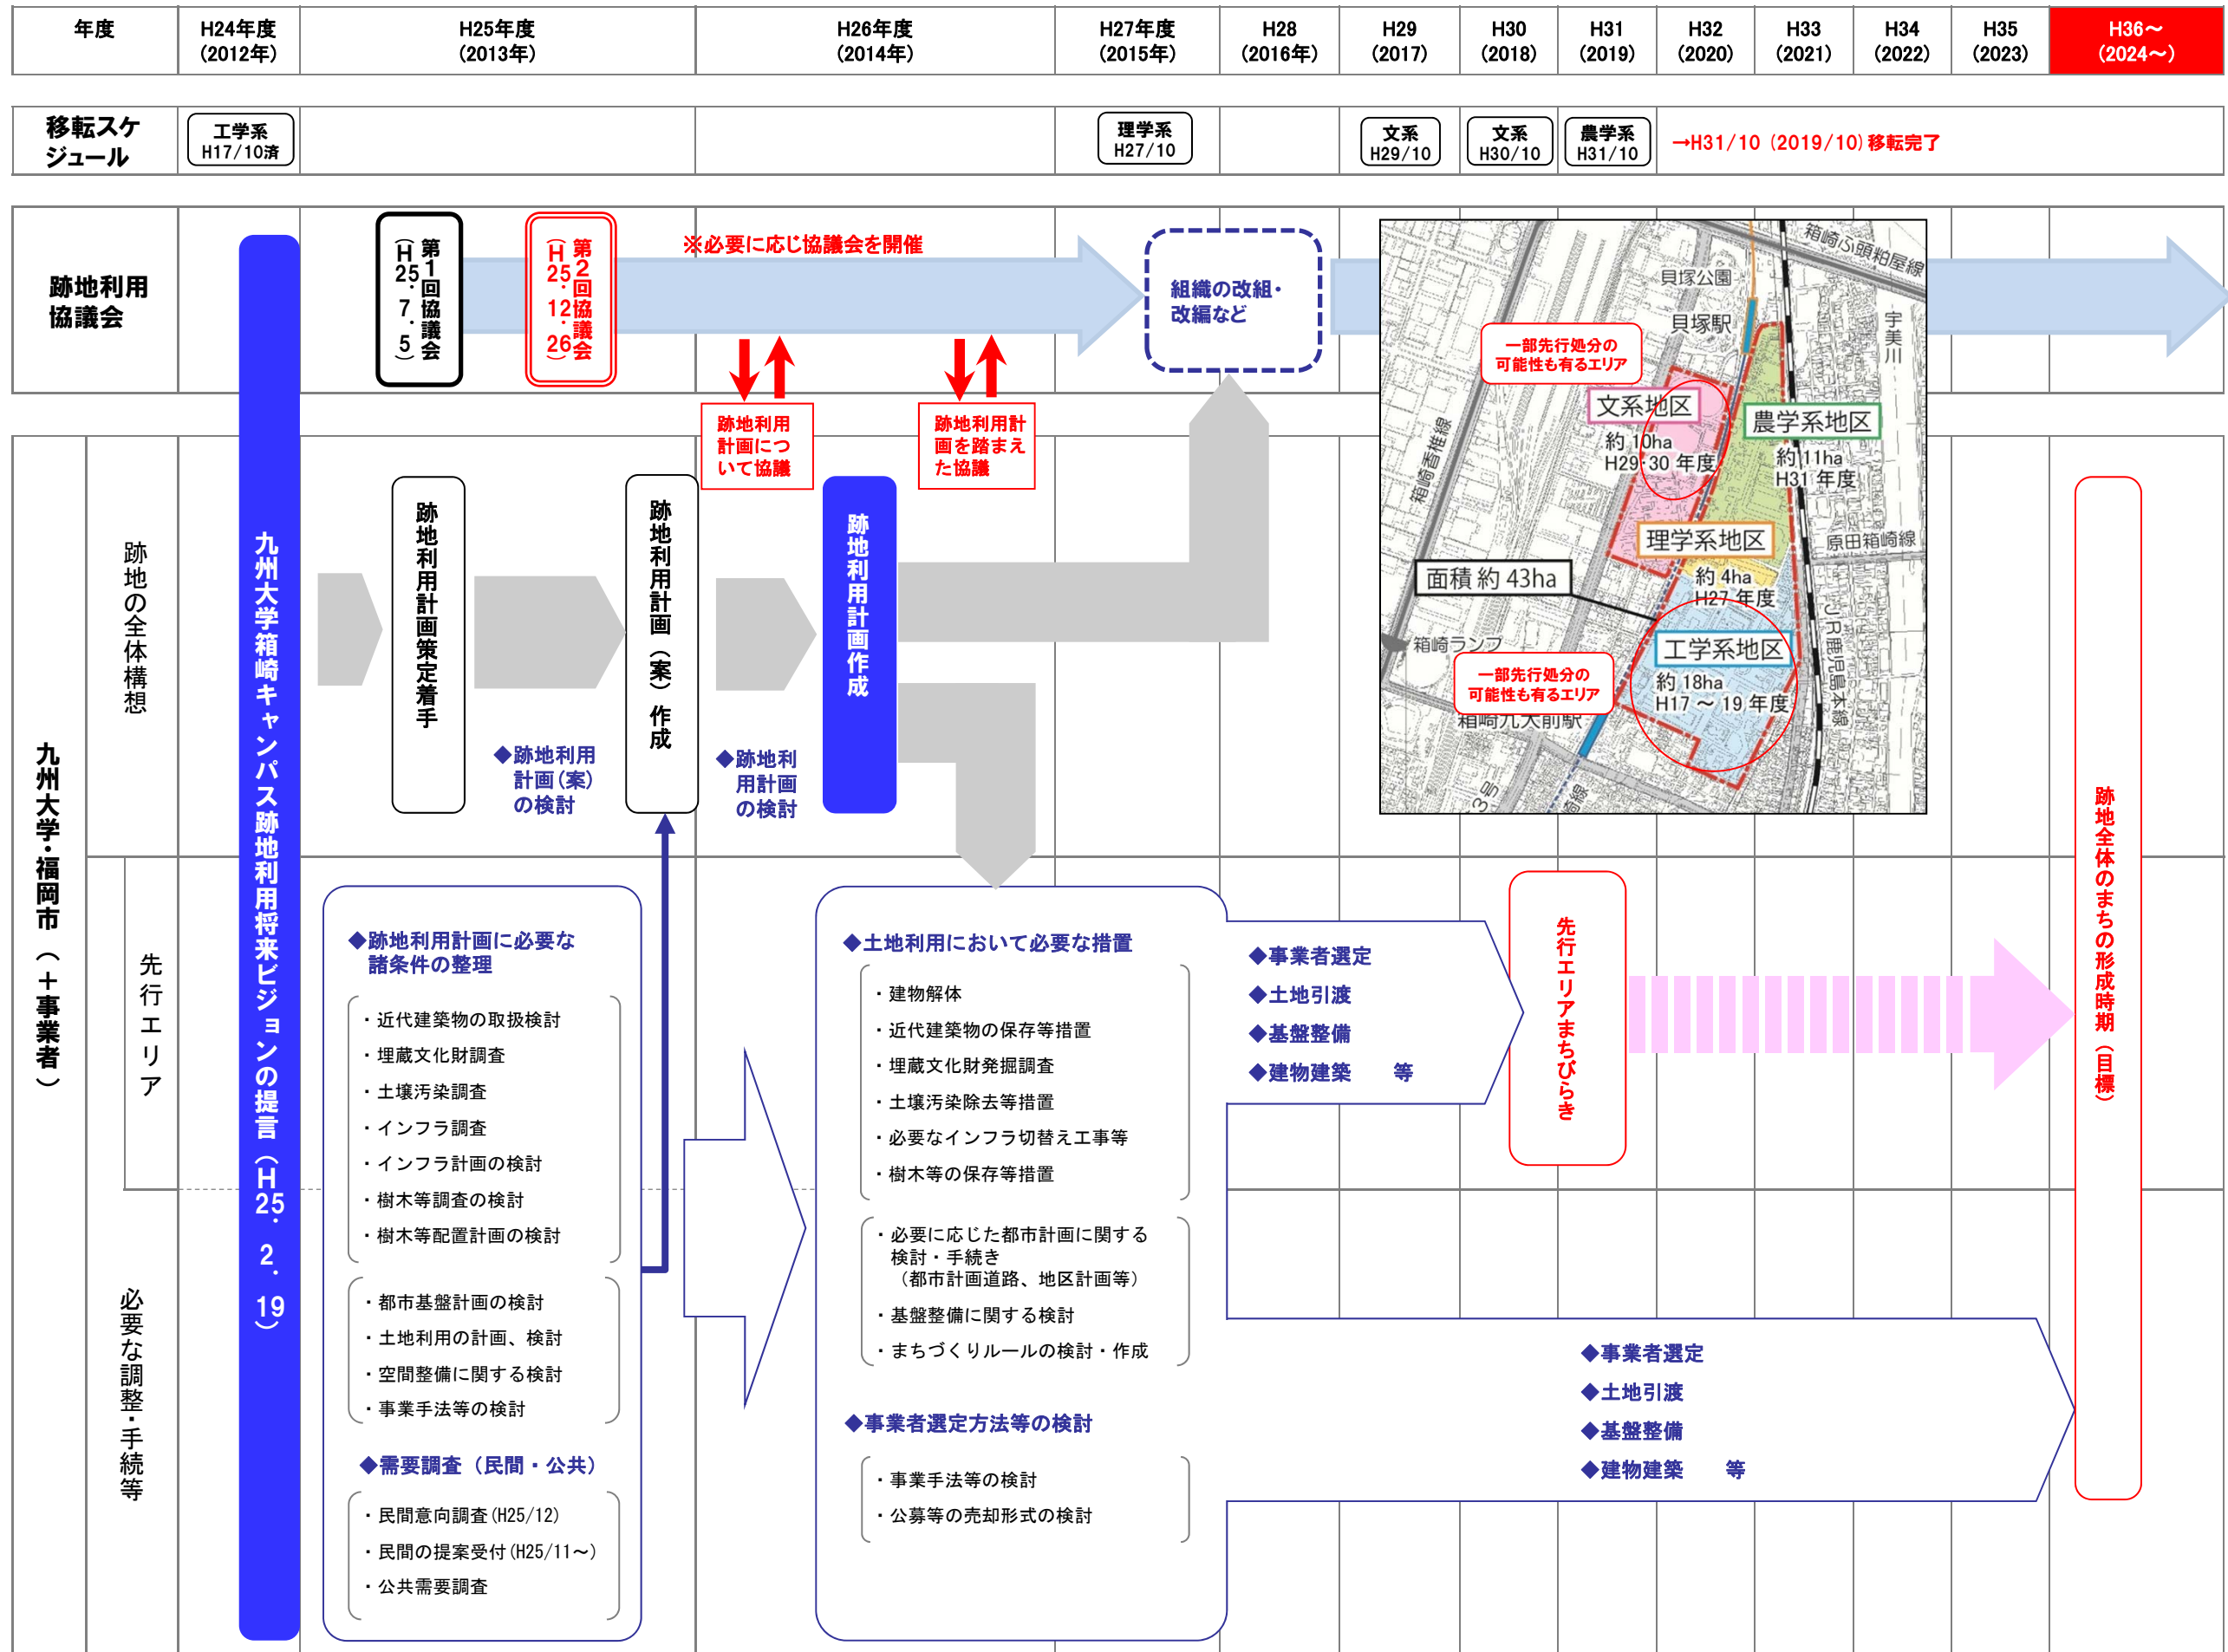 年度
H24年度
(2012年)
H25年度
(2013年)
H26年度
(2014年)
H27年度
(2015年)
H28
(2016年)
H29
(2017)
H30
(2018)
H31
(2019)
H32
(2020)
H33
(2021)
H34
(2022)
H35
(2023)
H36～
(2024～)
移転スケ
ジュール
工学系
H17/10済
理学系
H27/10
文系
H29/10
文系
H30/10
農学系
H31/10
→H31/10 (2019/10)移転完了
跡地利用
協議会
第1回協議会
（H25.7.5）
第2回協議会
（H25.12.26）
※必要に応じ協議会を開催
組織の改組・
改編など
跡地利用
計画につ
いて協議
跡地利用計
画を踏まえ
た協議
九州大学・福岡市（＋事業者）
跡地の全体構想
先行エリア
必要な調整・手続等
九州大学箱崎キャンパス跡地利用将来ビジョンの提言（H25.2.19）
跡地利用計画策定着手
◆跡地利用
計画(案)
の検討
跡地利用計画（案）作成
◆跡地利
用計画
の検討
跡地利用計画作成
箱崎ふ頭粕屋線
貝塚公園
貝塚駅
宇美川
一部先行処分の
可能性も有るエリア
文系地区
約10ha
H29・30年度
農学系地区
約11ha
H31年度
箱崎香椎線
理学系地区
約4ha
H27年度
原田箱崎線
面積 約43ha
箱崎ランプ
工学系地区
約18ha
H17～19年度
JR鹿児島本線
一部先行処分の
可能性も有るエリア
箱崎九大前駅
3号
崎線
◆跡地利用計画に必要な
諸条件の整理
・近代建築物の取扱検討
・埋蔵文化財調査
・土壌汚染調査
・インフラ調査
・インフラ計画の検討
・樹木等調査の検討
・樹木等配置計画の検討
・都市基盤計画の検討
・土地利用の計画、検討
・空間整備に関する検討
・事業手法等の検討
◆需要調査（民間・公共）
・民間意向調査(H25/12)
・民間の提案受付(H25/11～)
・公共需要調査
◆土地利用において必要な措置
・建物解体
・近代建築物の保存等措置
・埋蔵文化財発掘調査
・土壌汚染除去等措置
・必要なインフラ切替え工事等
・樹木等の保存等措置
・必要に応じた都市計画に関する
検討・手続き
（都市計画道路、地区計画等）
・基盤整備に関する検討
・まちづくりルールの検討・作成
◆事業者選定方法等の検討
・事業手法等の検討
・公募等の売却形式の検討
◆事業者選定
◆土地引渡
◆基盤整備
◆建物建築　等
先行エリアまちびらき
◆事業者選定
◆土地引渡
◆基盤整備
◆建物建築　等
跡地全体のまちの形成時期（目標）